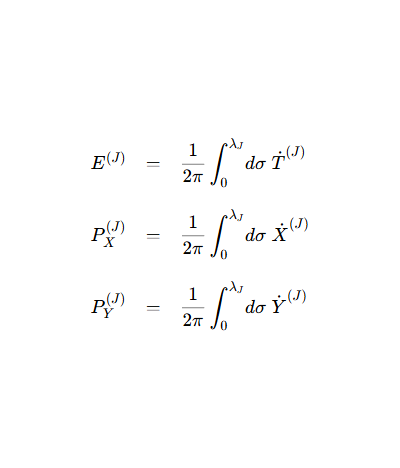 E^{(J)} = \frac{1}{2\pi} \int_0^{\lambda_J} d\sigma \, \dot{T}^{(J)}
P_X^{(J)} = \frac{1}{2\pi} \int_0^{\lambda_J} d\sigma \, \dot{X}^{(J)}
P_Y^{(J)} = \frac{1}{2\pi} \int_0^{\lambda_J} d\sigma \, \dot{Y}^{(J)}